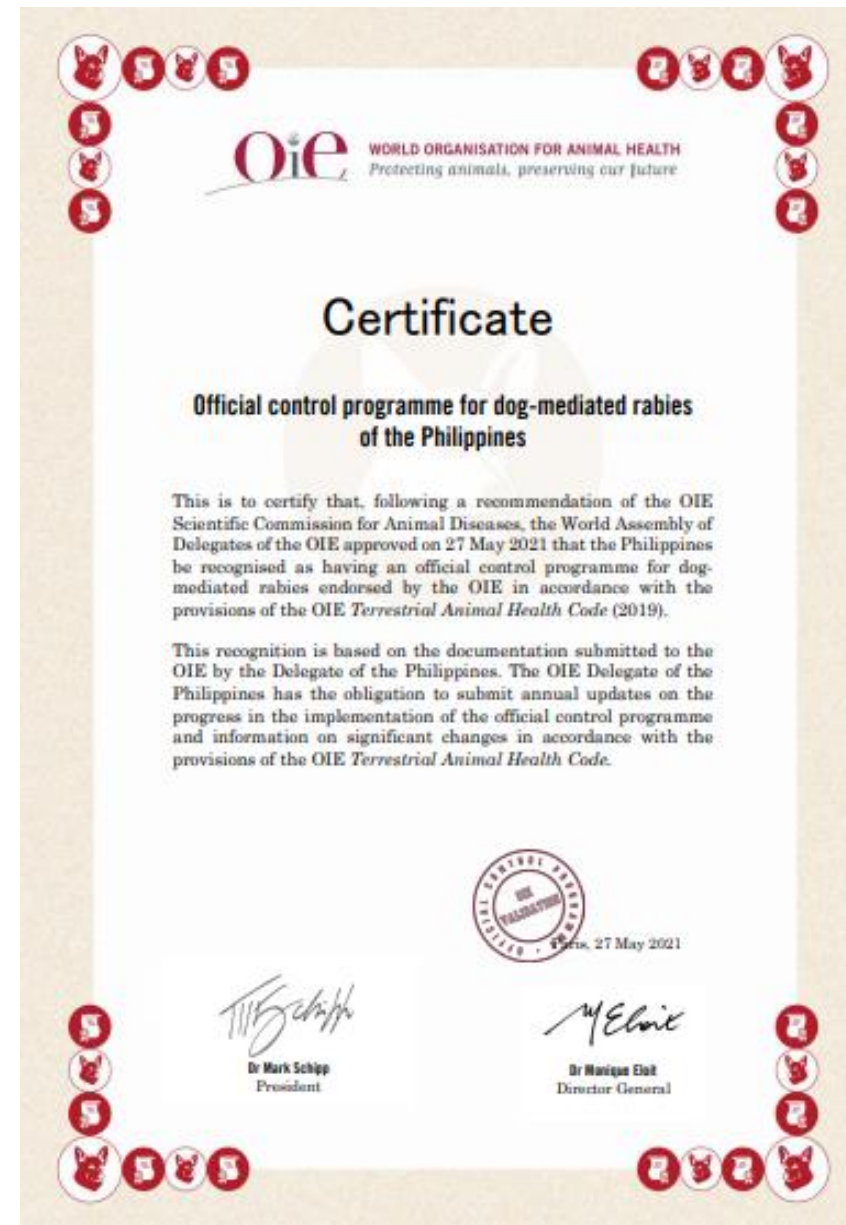 OiE
WORLD ORGANISATION FOR ANIMAL HEALTH
Protecting animals, preserving our future
Certificate
Official control programme for dog-mediated rabies
of the Philippines
This is to certify that, following a recommendation of the OIE
Scientific Commission for Animal Diseases, the World Assembly of
Delegates of the OIE approved on 27 May 2021 that the Philippines
be recognised as having an official control programme for dog-
mediated rabies endorsed by the OIE in accordance with the
provisions of the OIE Terrestrial Animal Health Code (2019).
This recognition is based on the documentation submitted to the
OIE by the Delegate of the Philippines. The OIE Delegate of the
Philippines has the obligation to submit annual updates on the
progress in the implementation of the official control programme
and information on significant changes in accordance with the
provisions of the OIE Terrestrial Animal Health Code.
OFFICIAL CONTROL PROGRAMME
OIE
VALIDATION
Paris, 27 May 2021
Schipp
M Eloit
Dr Mark Schipp
President
Dr Monique Eloit
Director General